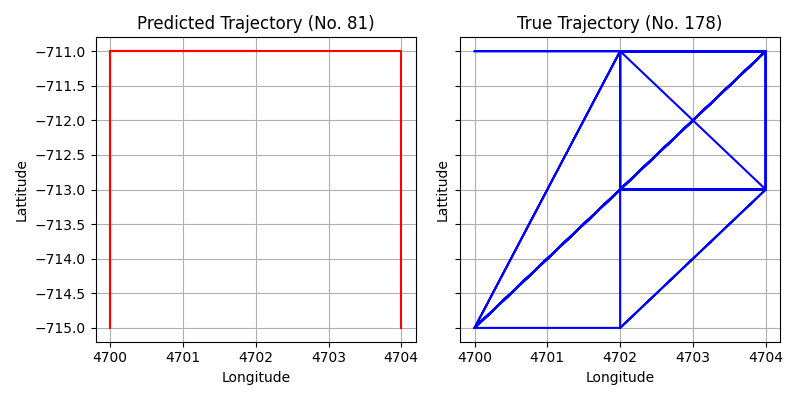 Predicted Trajectory (No. 81)
−711.0
−711.5
−712.0
−712.5
−713.0
−713.5
−714.0
−714.5
−715.0
Lattitude
4700 4701 4702 4703 4704
Longitude
True Trajectory (No. 178)
Lattitude
4700 4701 4702 4703 4704
Longitude